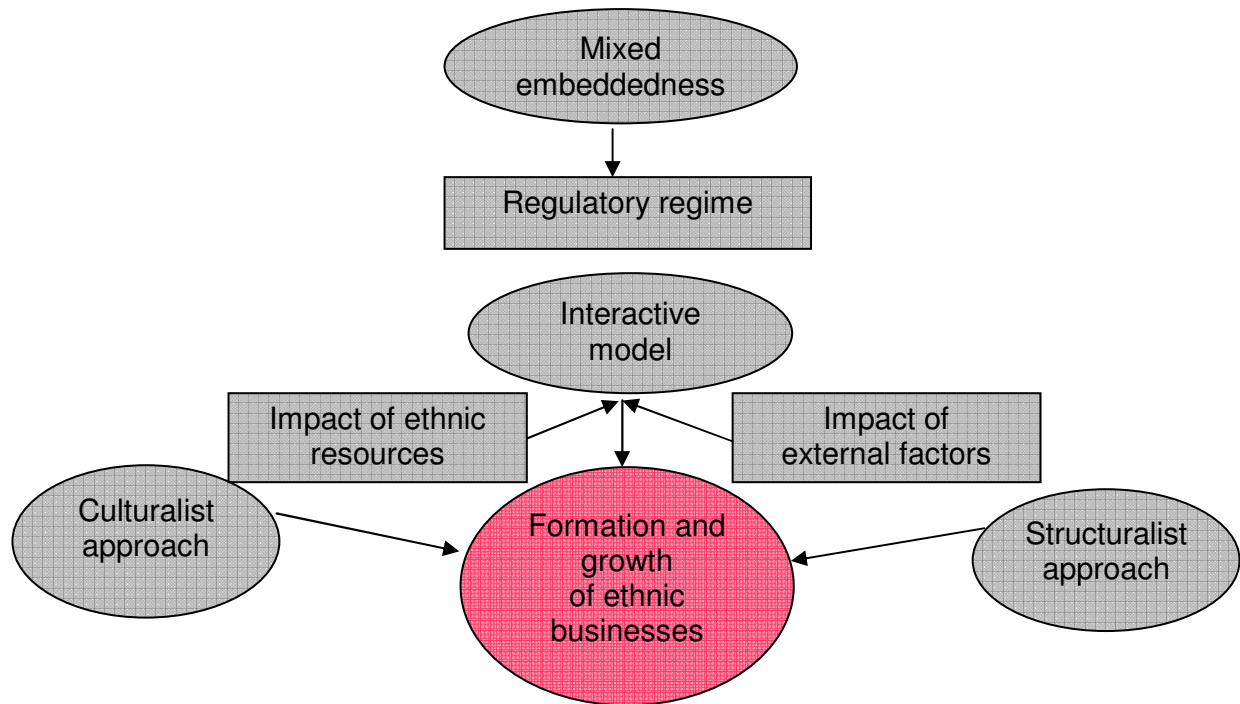 Mixed
embeddedness
Regulatory regime
Interactive
model
Impact of ethnic
resources
Impact of
external factors
Culturalist
approach
Formation and
growth
of ethnic
businesses
Structuralist
approach